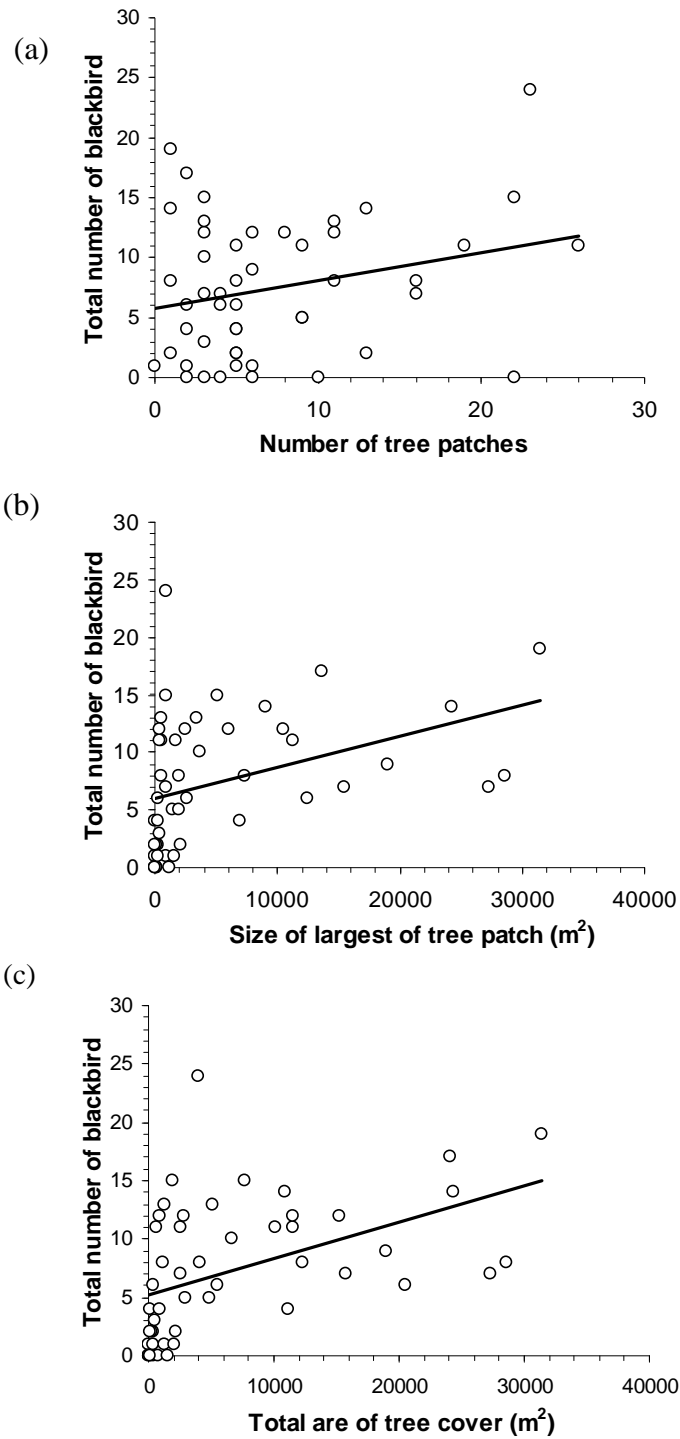 (a)
Total number of blackbird
30
25
20
15
10
5
0
0 10 20 30
Number of tree patches
(b)
Total number of blackbird
30
25
20
15
10
5
0
0 10000 20000 30000 40000
Size of largest of tree patch (m²)
(c)
Total number of blackbird
30
25
20
15
10
5
0
0 10000 20000 30000 40000
Total are of tree cover (m²)